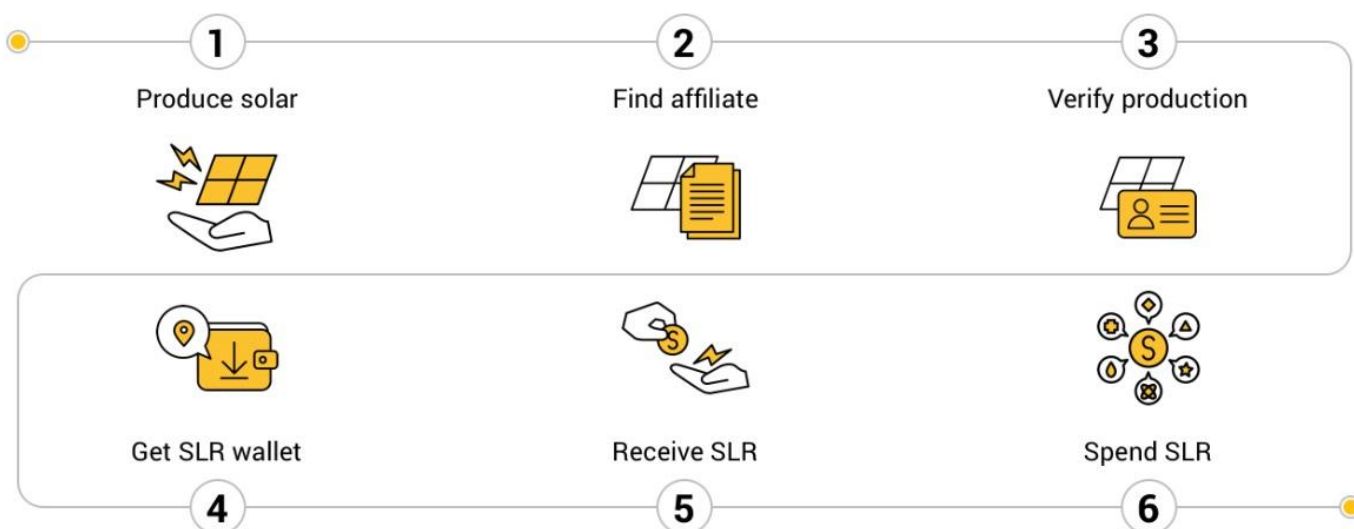 1
2
3
Produce solar
Find affiliate
Verify production
S
S
Get SLR wallet
Receive SLR
Spend SLR
4
5
6